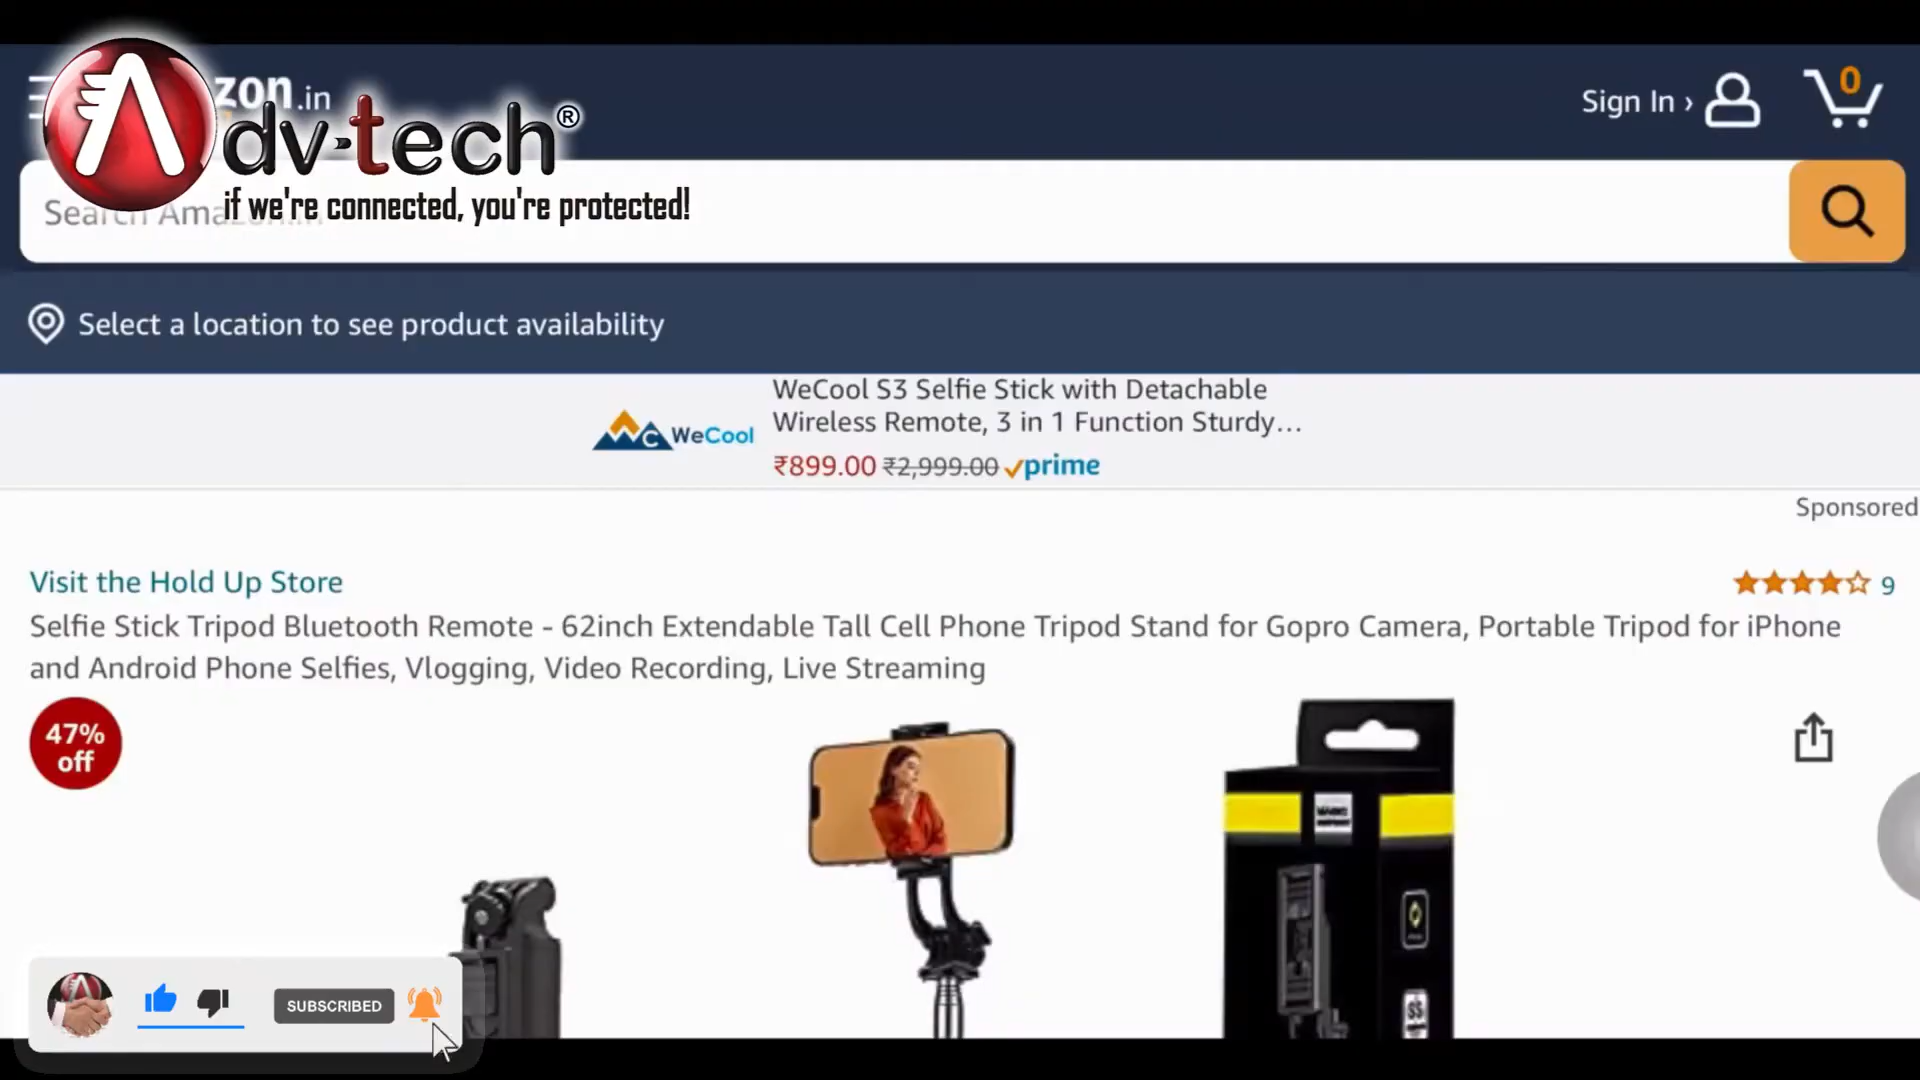 zon.in
Adv-tech®
if we're connected, you're protected!
Sign In ›
0
Search Amazon.in
Select a location to see product availability
WeCool
WeCool S3 Selfie Stick with Detachable
Wireless Remote, 3 in 1 Function Sturdy...
₹899.00 ₹2,999.00 prime
Sponsored
Visit the Hold Up Store
9
Selfie Stick Tripod Bluetooth Remote - 62inch Extendable Tall Cell Phone Tripod Stand for Gopro Camera, Portable Tripod for iPhone
and Android Phone Selfies, Vlogging, Video Recording, Live Streaming
47%
off
SUBSCRIBED